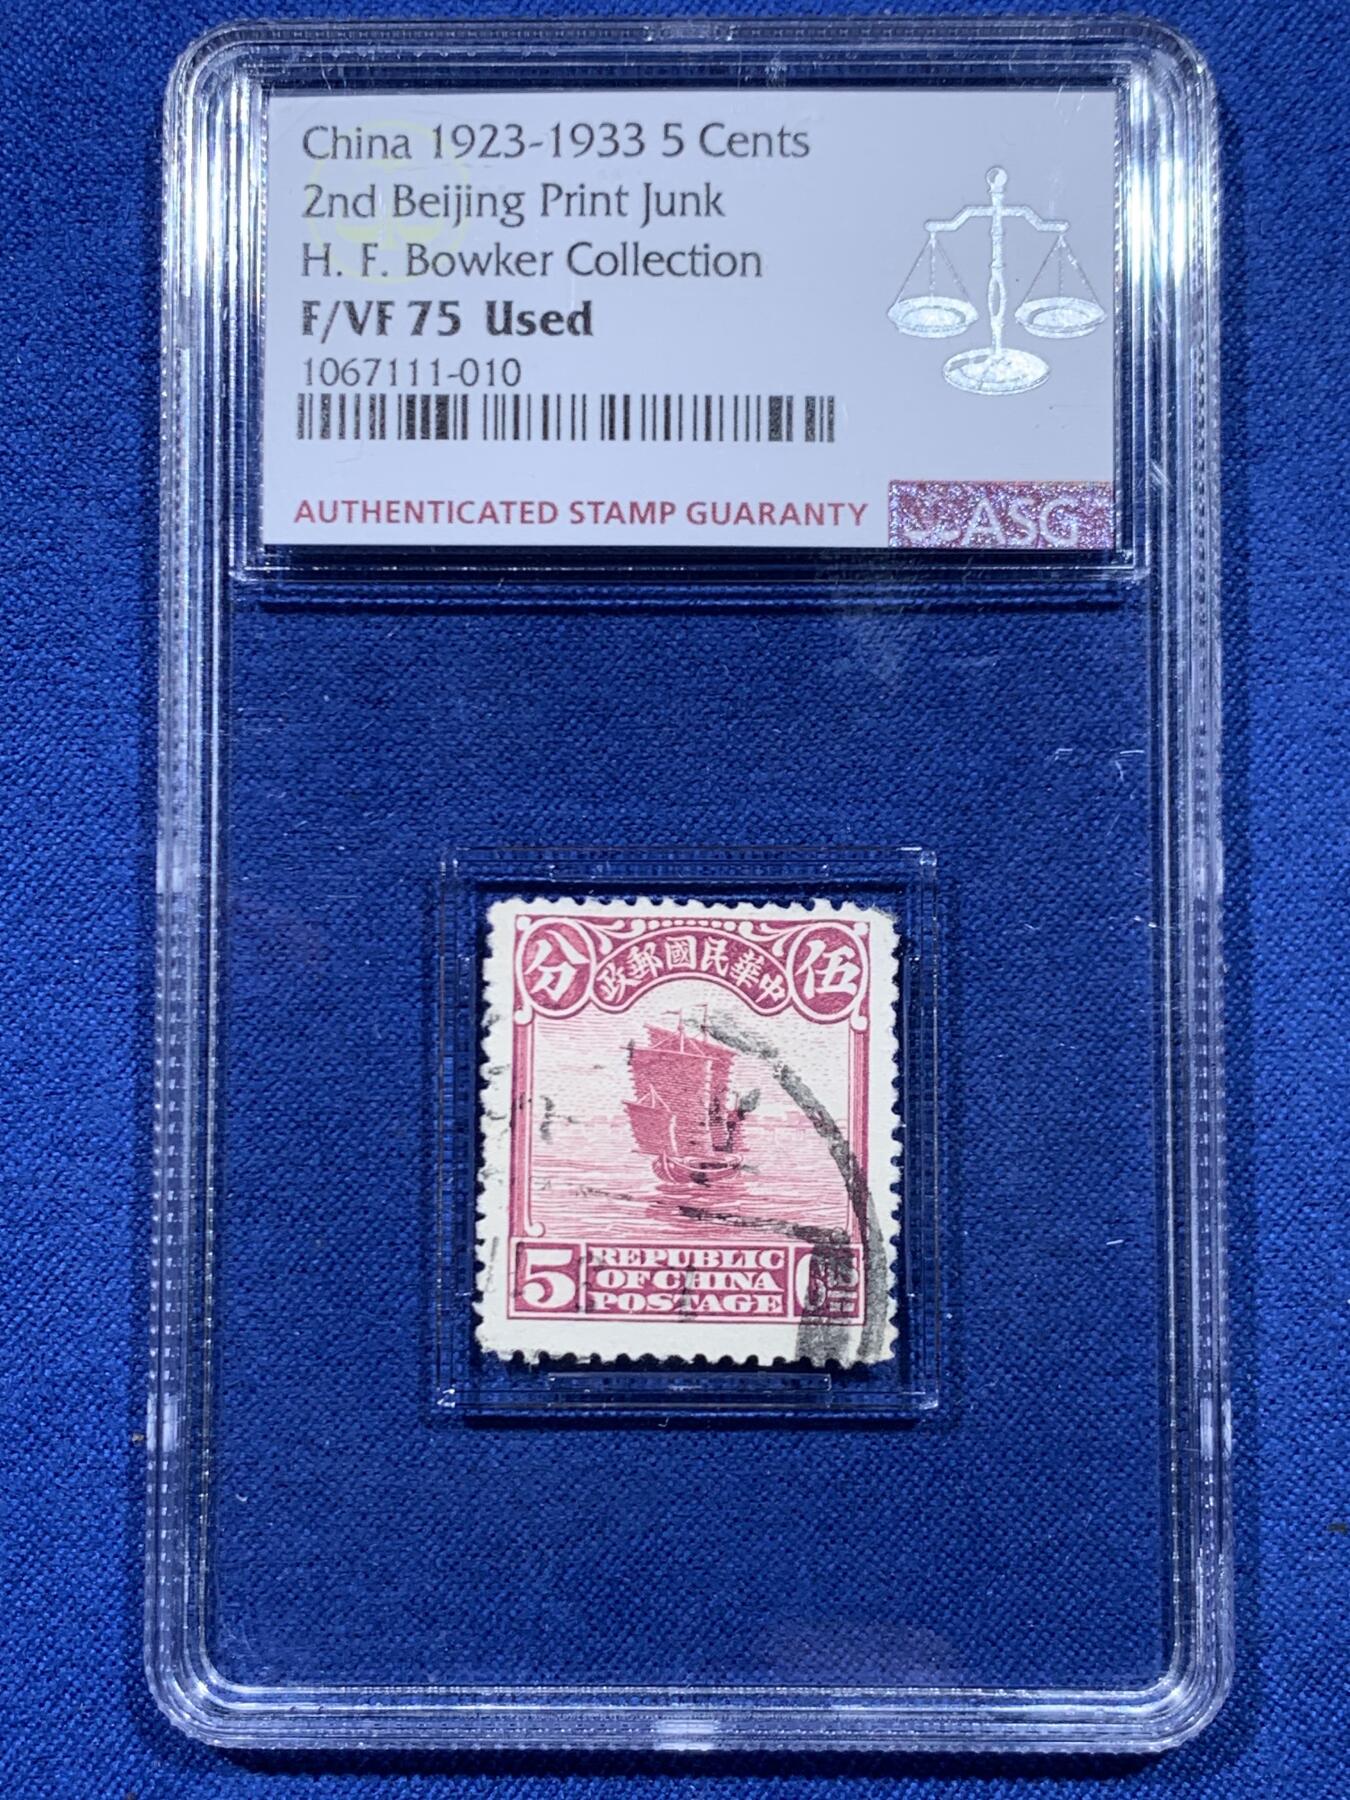 China 1923-1933 5 Cents
2nd Beijing Print Junk
H. F. Bowker Collection
F/VF 75 Used
1067111-010
AUTHENTICATED STAMP GUARANTY
ASG
分 政郵國民華中 伍
5 REPUBLIC
OF CHINA
POSTAGE